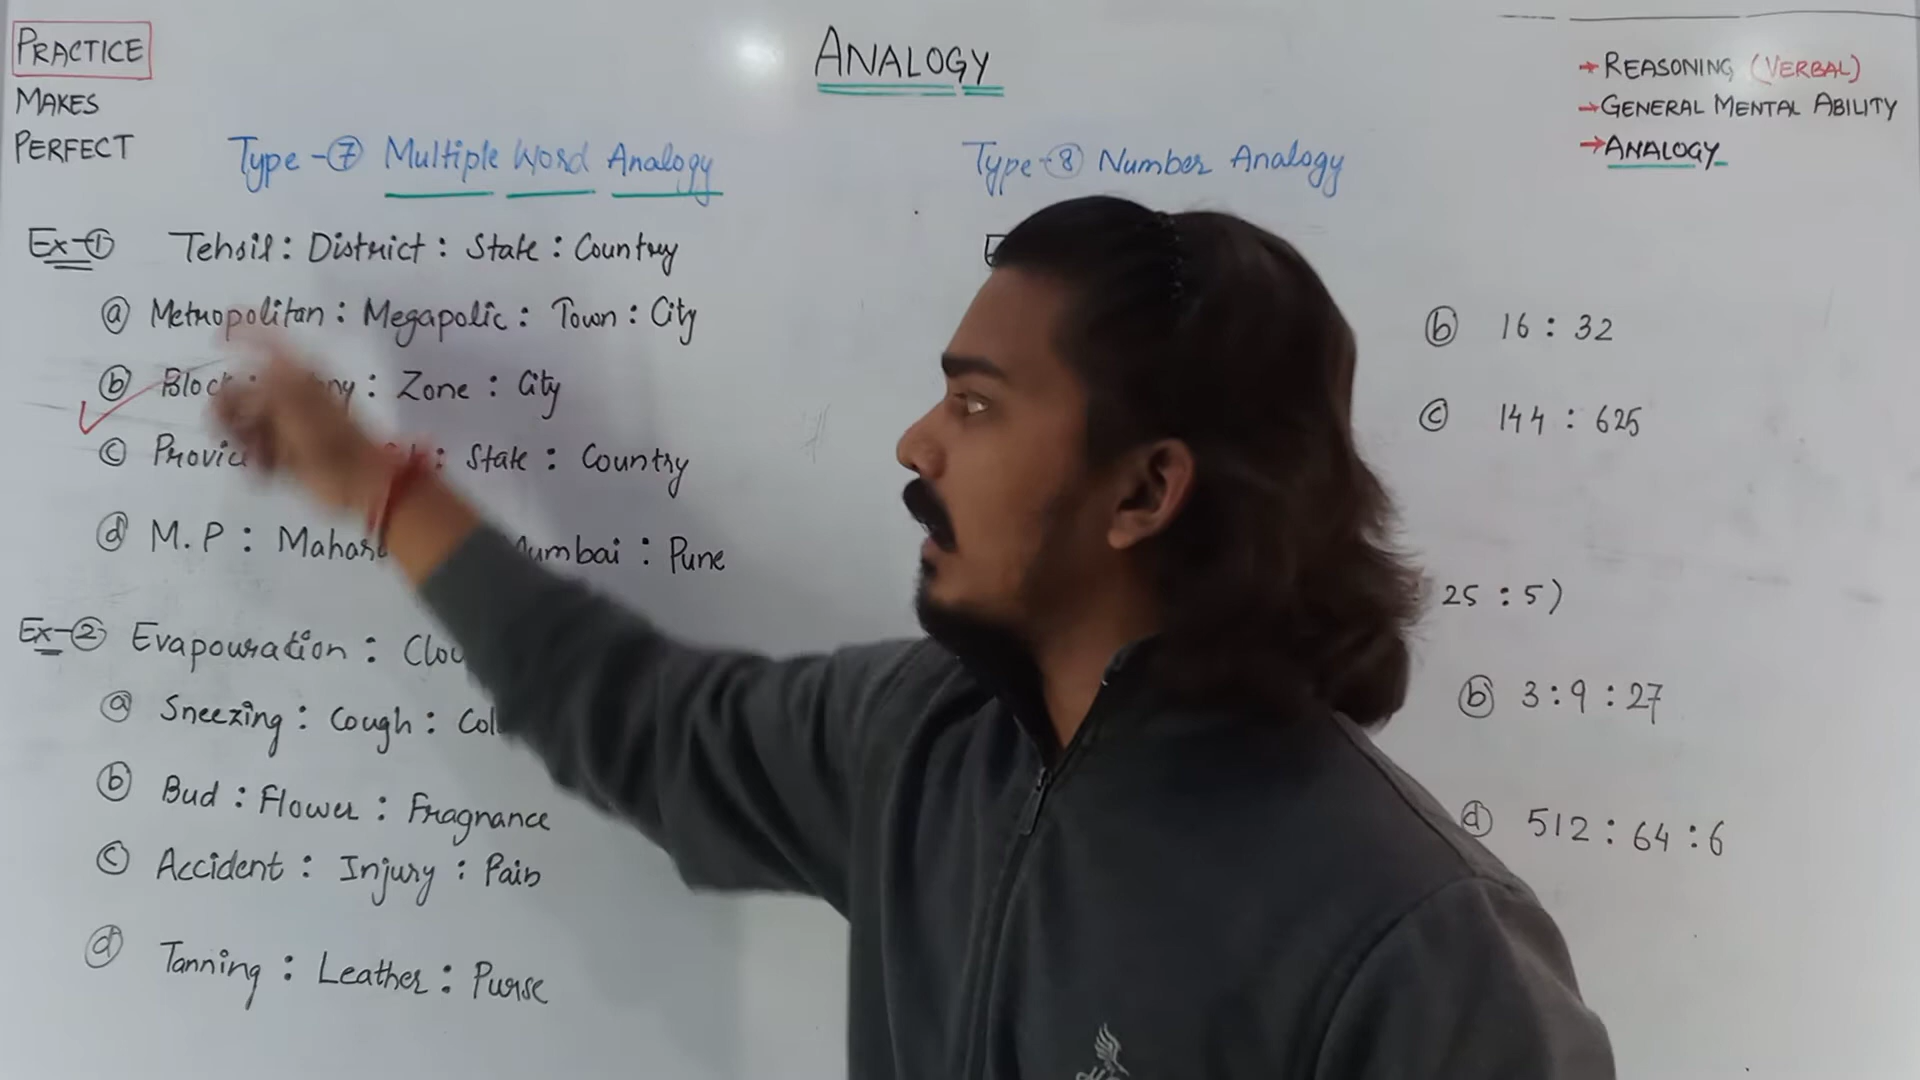 PRACTICE
MAKES
PERFECT
ANALOGY
→ REASONING (VERBAL)
→ GENERAL MENTAL ABILITY
→ ANALOGY
Type-⑦ Multiple Word Analogy
Ex-① Tehsil : District : State : Country
ⓐ Metropolitan : Megapolic : Town : City
ⓑ : Zone : City
ⓒ : State : Country
ⓓ M.P : : Pune
Ex-② Evapouration :
ⓐ Sneezing : Cough :
ⓑ Bud : Flower : Fragnance
ⓒ Accident : Injury : Pain
ⓓ Tanning : Leather : Purse
Type-⑧ Number Analogy
ⓑ 16 : 32
ⓒ 144 : 625
25 : 5)
ⓑ 3 : 9 : 27
ⓓ 512 : 64 : 6